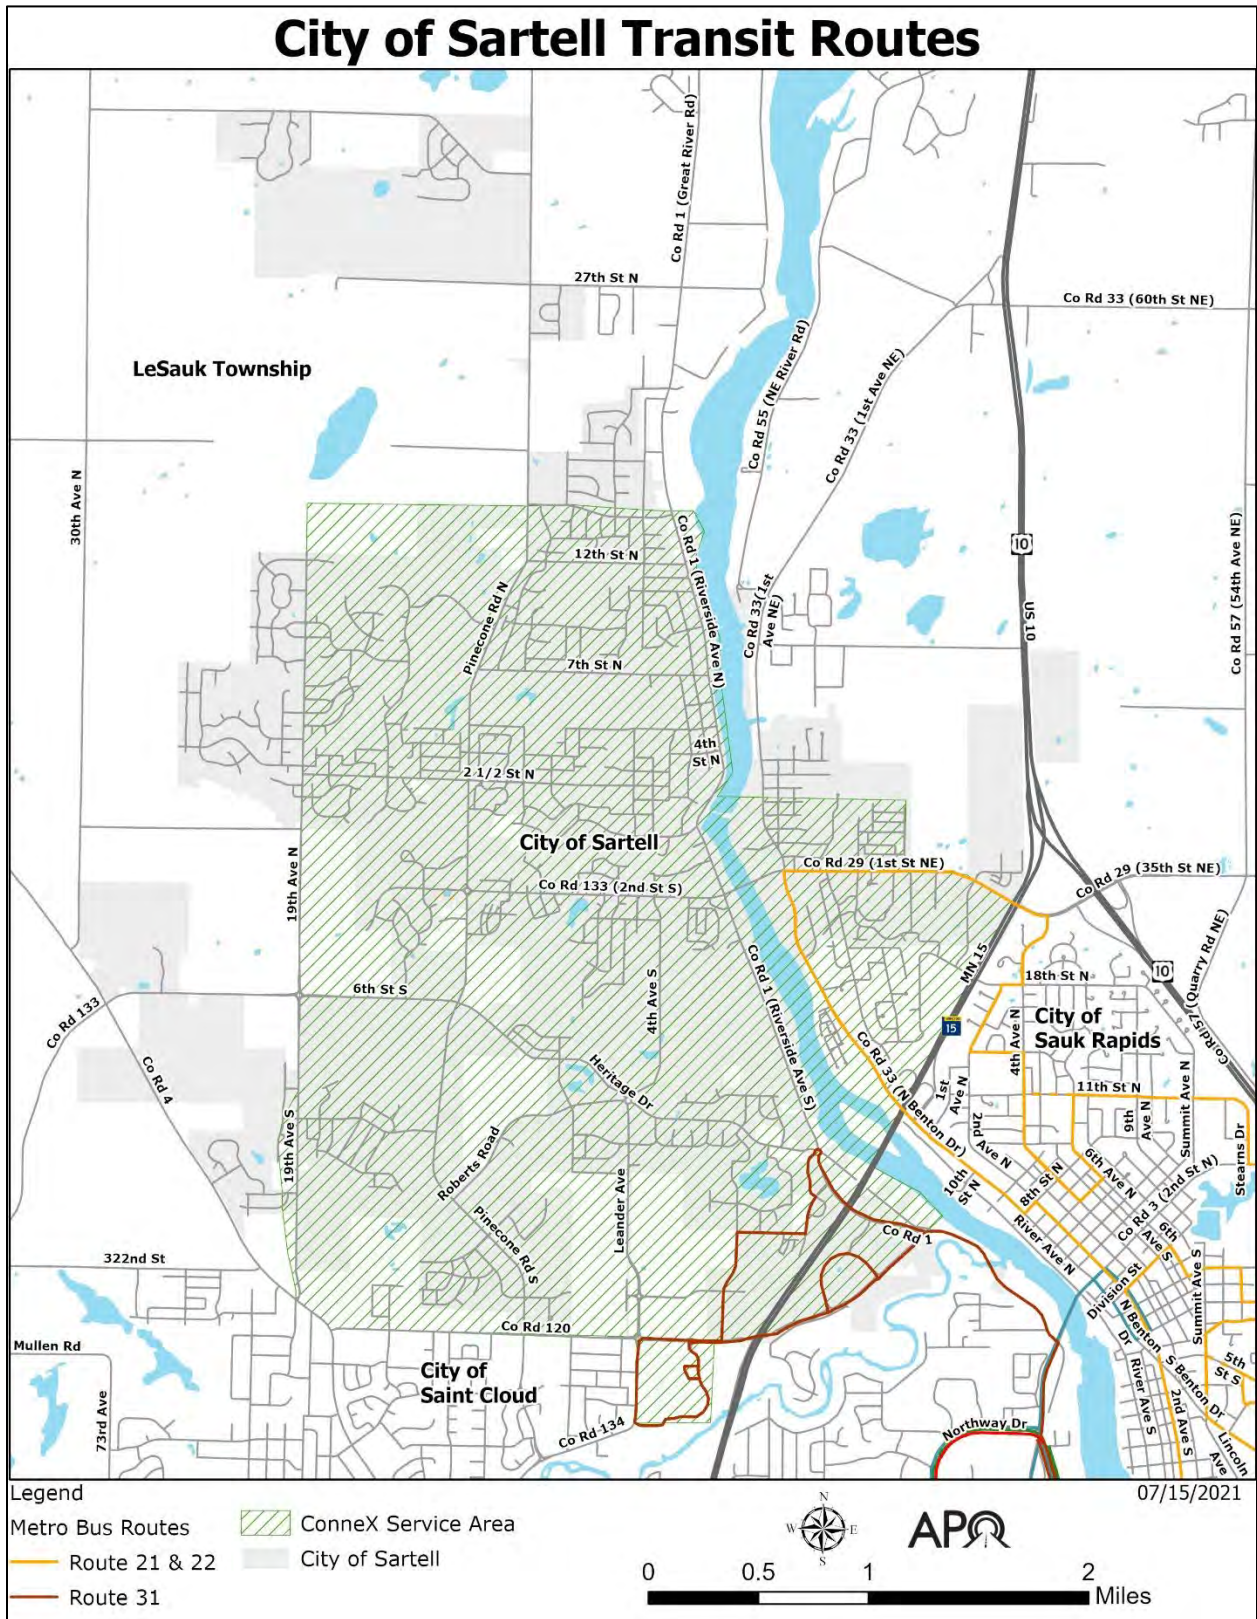 City of Sartell Transit Routes
Co Rd 1 (Great River Rd)
27th St N
Co Rd 33 (60th St NE)
LeSauk Township
Co Rd 55 (NE River Rd)
Co Rd 33 (1st Ave NE)
30th Ave N
10
Co Rd 57 (54th Ave NE)
12th St N
Co Rd 1 (Riverside Ave N)
Pinecone Rd N
Co Rd 33(1st
Ave NE)
US 10
7th St N
4th
St N
2 1/2 St N
City of Sartell
Co Rd 29 (1st St NE)
Co Rd 29 (35th St NE)
19th Ave N
Co Rd 133 (2nd St S)
Co Rd 57 (Quarry Rd NE)
MN 15
10
18th St N
6th St S
4th Ave S
Co Rd 1 (Riverside Ave S)
Co Rd 133
15
City of
Sauk Rapids
4th Ave N
Co Rd 4
Heritage Dr
Co Rd 33 (N Benton Dr)
1st
Ave N
11th St N
2nd Ave N
9th
Ave N
Summit Ave N
Stearns Dr
19th Ave S
Roberts Road
10th
St N
8th St N
6th Ave N
Co Rd 3 (2nd St N)
Pinecone Rd S
Leander Ave
Co Rd 1
River Ave N
6th
Ave S
322nd St
Division St
Summit Ave S
Co Rd 120
N Benton
Dr
Mullen Rd
City of
Saint Cloud
73rd Ave
Co Rd 134
River Ave S
S Benton Dr
2nd Ave S
5th
St S
Lincoln
Ave
Northway Dr
07/15/2021
Legend
Metro Bus Routes
Route 21 & 22
Route 31
ConneX Service Area
City of Sartell
N
W
E
S
APO
0
0.5
1
2
Miles